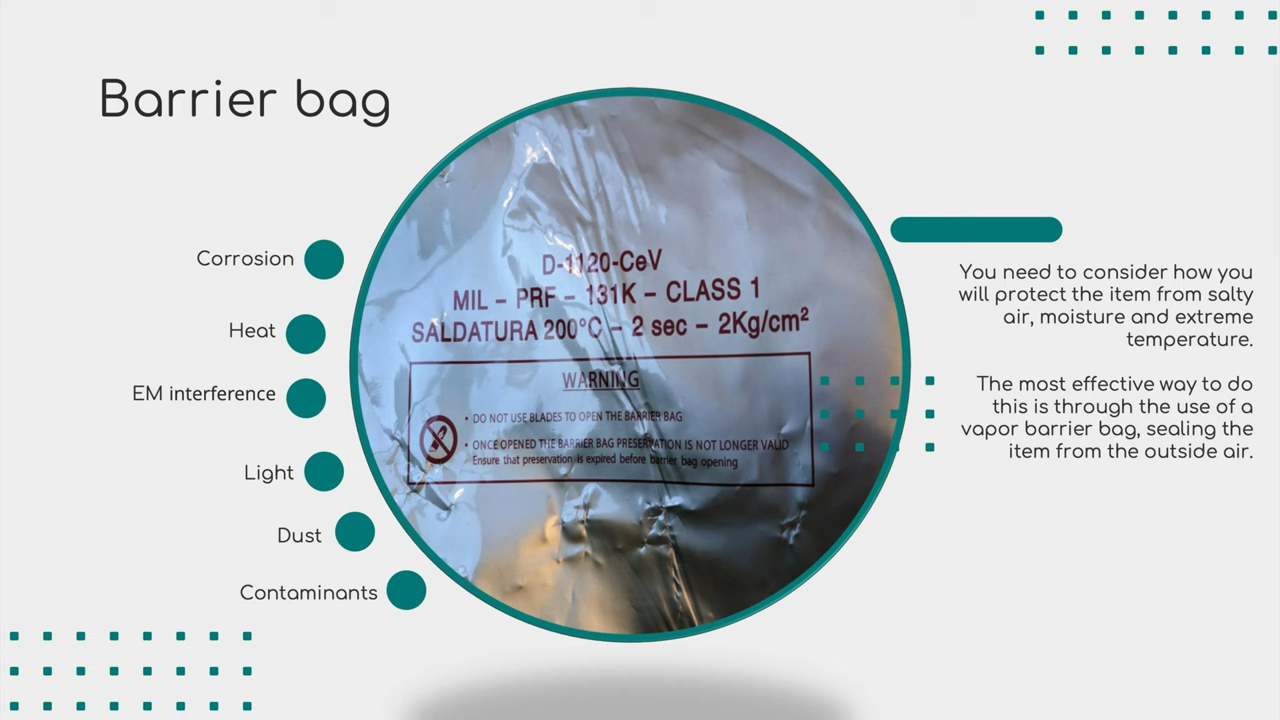 Barrier bag
Corrosion
Heat
EM interference
Light
Dust
Contaminants
D-1120-CeV
MIL – PRF – 131K – CLASS 1
SALDATURA 200°C – 2 sec – 2Kg/cm²
WARNING
• DO NOT USE BLADES TO OPEN THE BARRIER BAG
• ONCE OPENED THE BARRIER BAG PRESERVATION IS NOT LONGER VALID
Ensure that preservation is expired before barrier bag opening
You need to consider how you
will protect the item from salty
air, moisture and extreme
temperature.
The most effective way to do
this is through the use of a
vapor barrier bag, sealing the
item from the outside air.